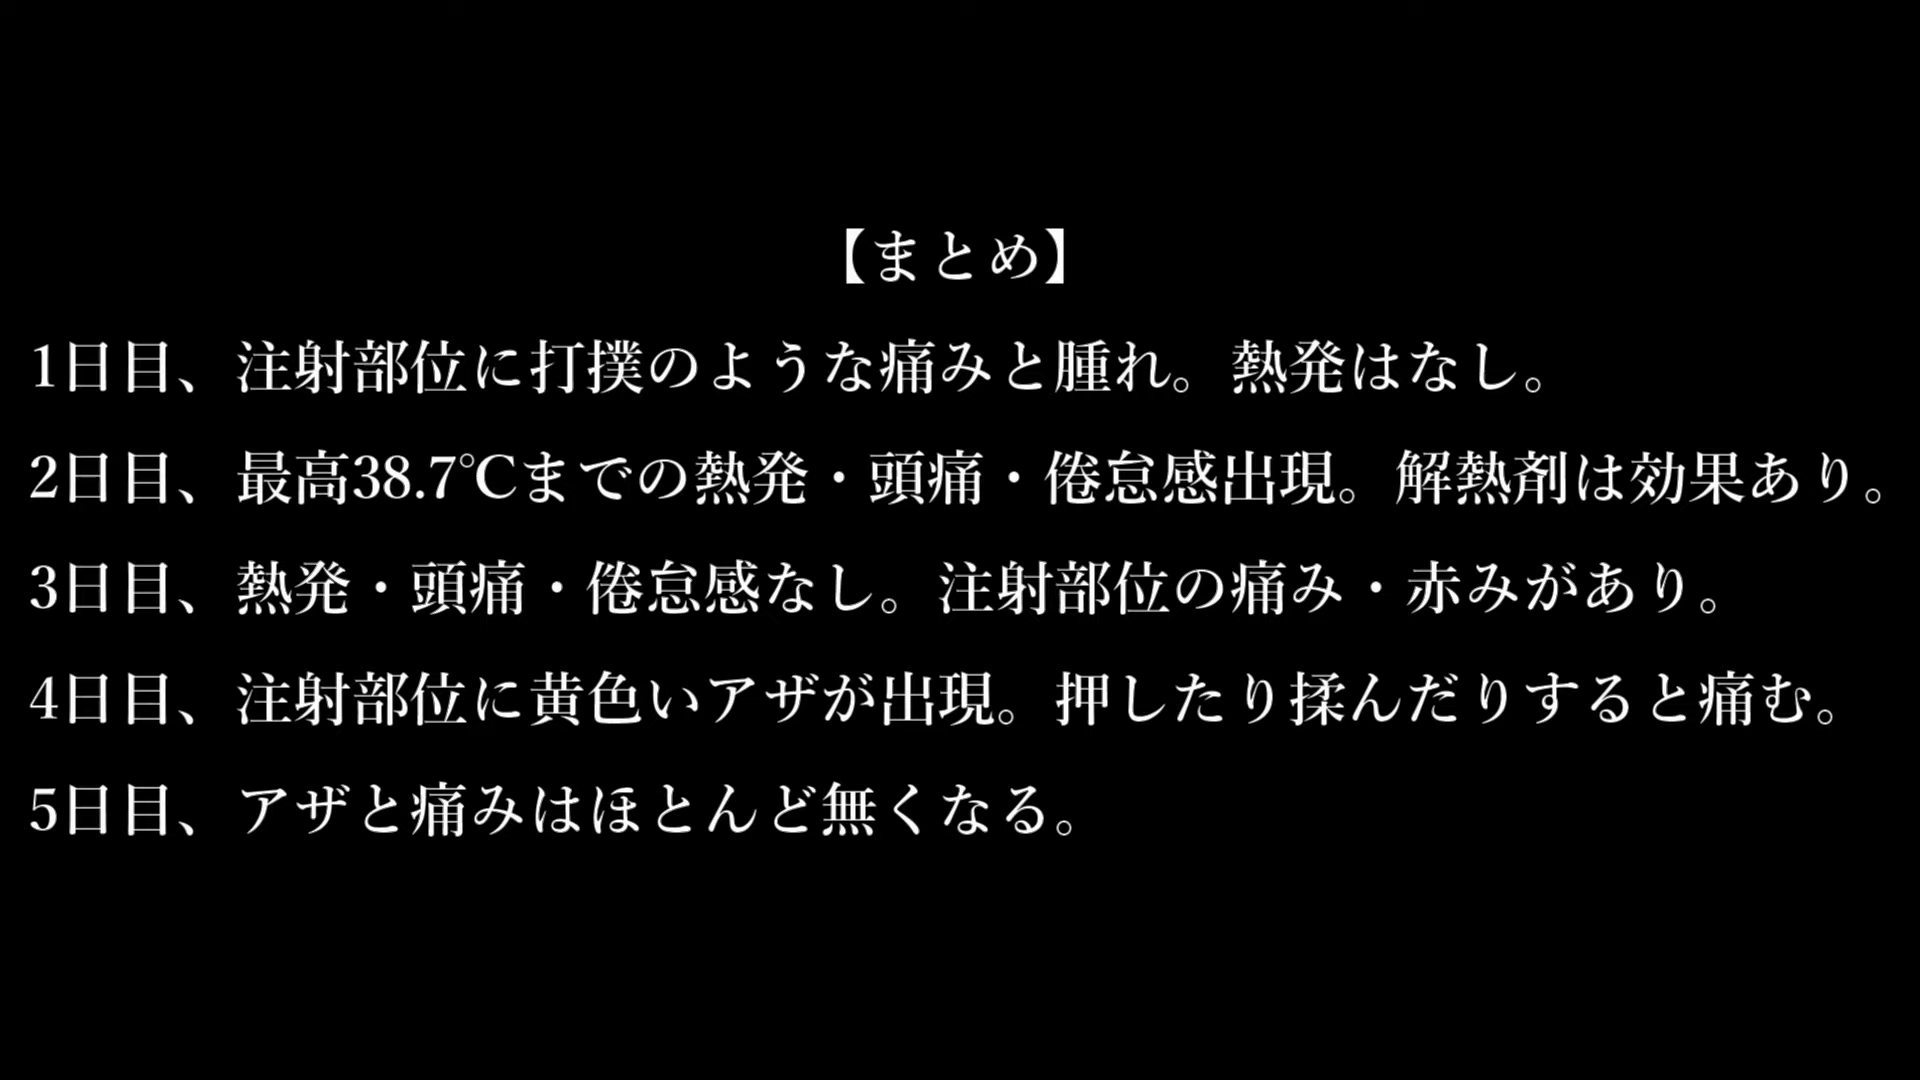 【まとめ】
1日目、注射部位に打撲のような痛みと腫れ。熱発はなし。
2日目、最高38.7℃までの熱発・頭痛・倦怠感出現。解熱剤は効果あり。
3日目、熱発・頭痛・倦怠感なし。注射部位の痛み・赤みがあり。
4日目、注射部位に黄色いアザが出現。押したり揉んだりすると痛む。
5日目、アザと痛みはほとんど無くなる。